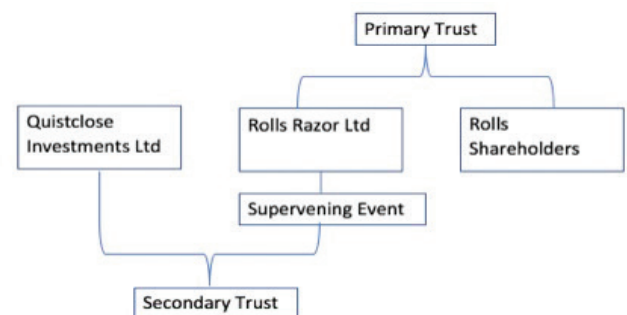 Primary Trust
Quistclose
Investments Ltd
Rolls Razor Ltd
Rolls
Shareholders
Supervening Event
Secondary Trust